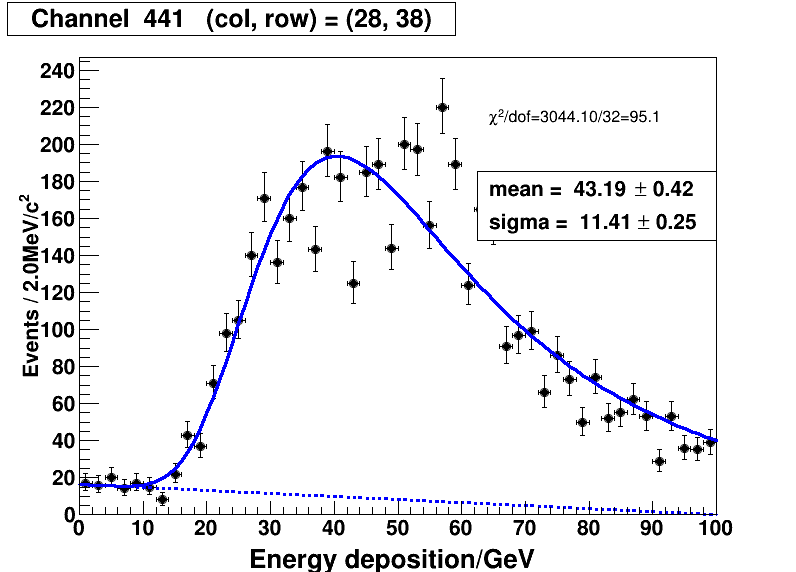 Channel 441 (col, row) = (28, 38)
χ²/dof=3044.10/32=95.1
mean = 43.19 ± 0.42
sigma = 11.41 ± 0.25
Events / 2.0MeV/c²
240
220
200
180
160
140
120
100
80
60
40
20
0
0 10 20 30 40 50 60 70 80 90 100
Energy deposition/GeV